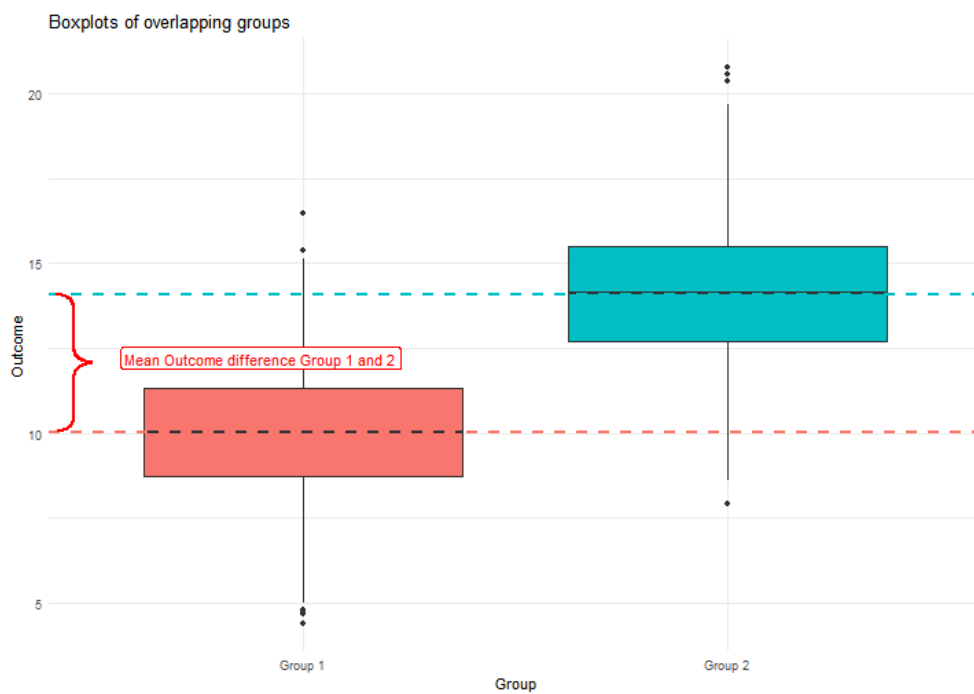 Boxplots of overlapping groups
20
15
10
5
Outcome
Mean Outcome difference Group 1 and 2
Group 1
Group 2
Group